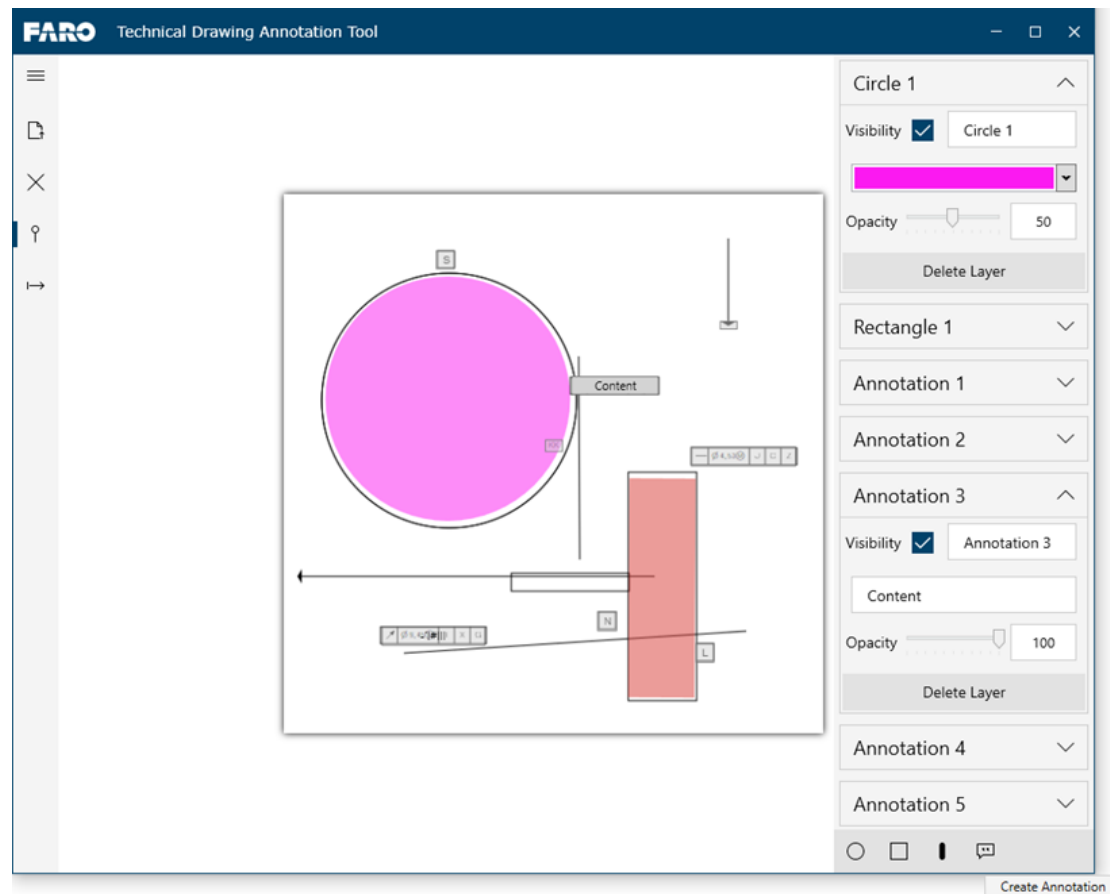 FARO Technical Drawing Annotation Tool
Circle 1
Visibility Circle 1
Opacity 50
Delete Layer
Rectangle 1
Annotation 1
Annotation 2
Annotation 3
Visibility Annotation 3
Content
Opacity 100
Delete Layer
Annotation 4
Annotation 5
S
Content
J
Z
N
L
Create Annotation